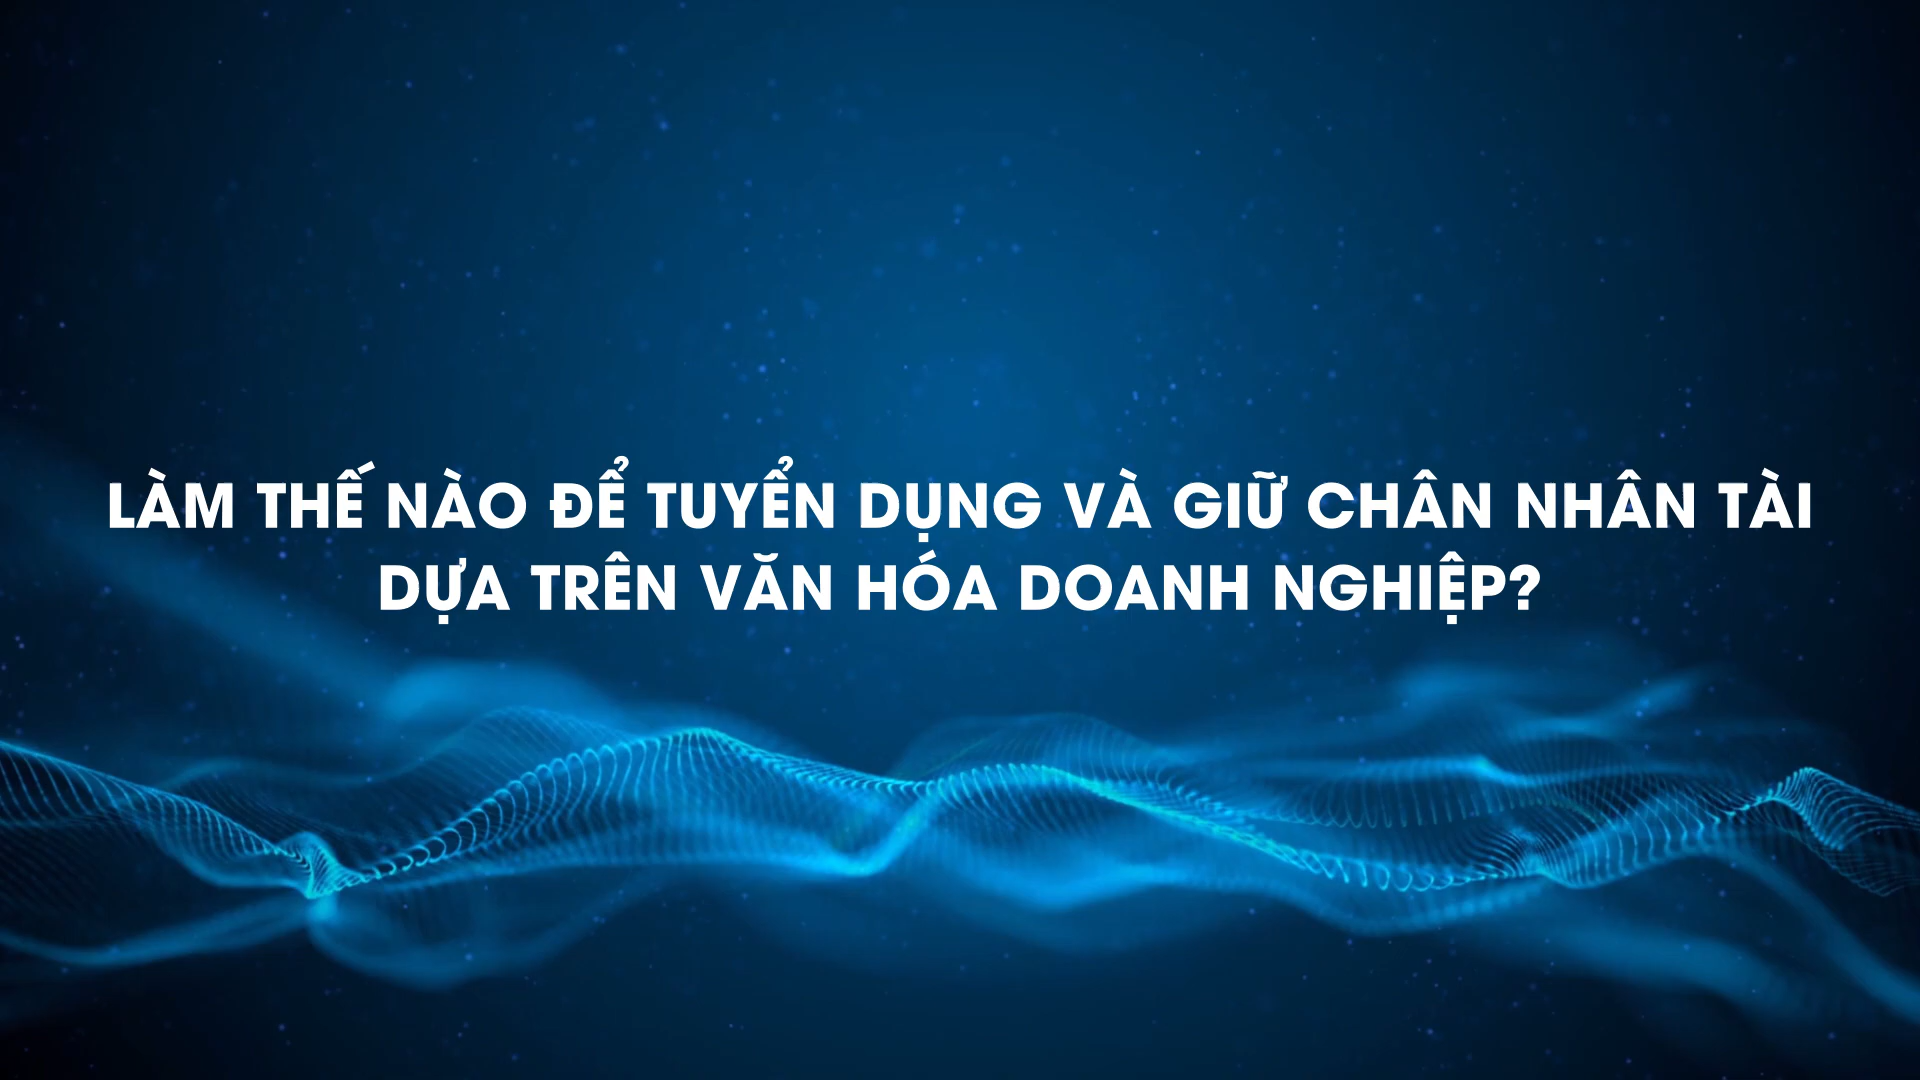 LÀM THẾ NÀO ĐỂ TUYỂN DỤNG VÀ GIỮ CHÂN NHÂN TÀI
DỰA TRÊN VĂN HÓA DOANH NGHIỆP?